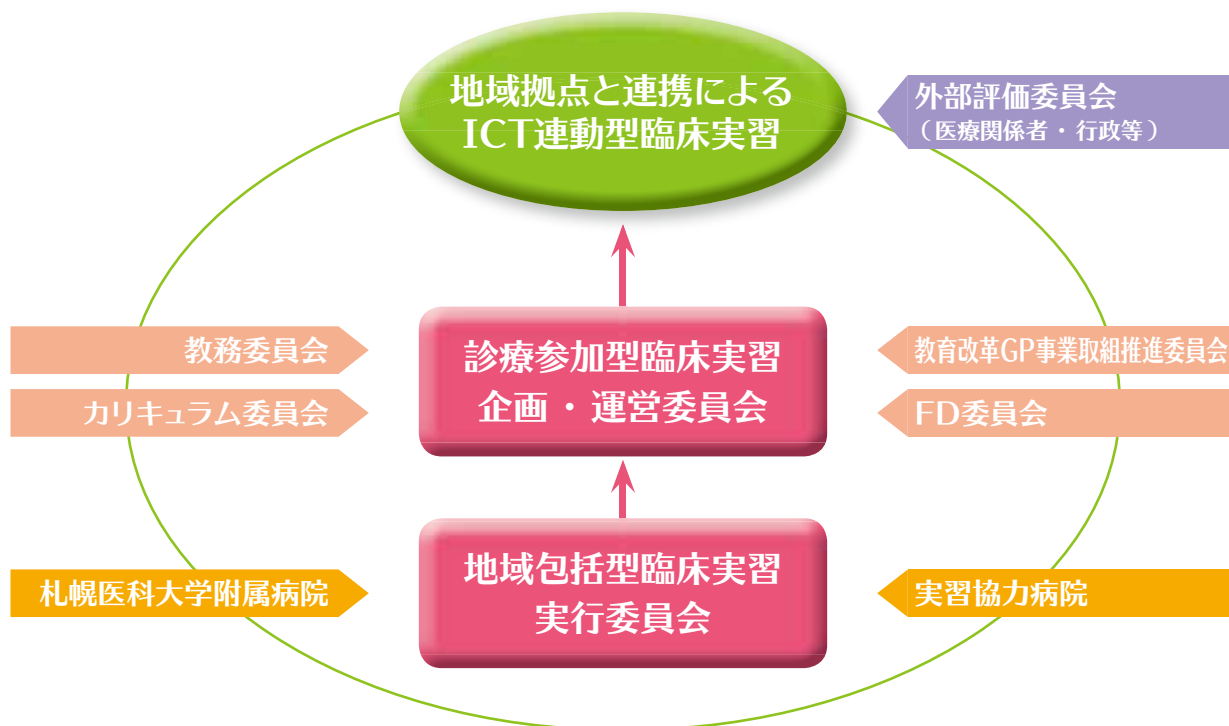 地域拠点と連携による
ICT連動型臨床実習
外部評価委員会
（医療関係者・行政等）
教務委員会
カリキュラム委員会
診療参加型臨床実習
企画・運営委員会
教育改革GP事業取組推進委員会
FD委員会
札幌医科大学附属病院
地域包括型臨床実習
実行委員会
実習協力病院